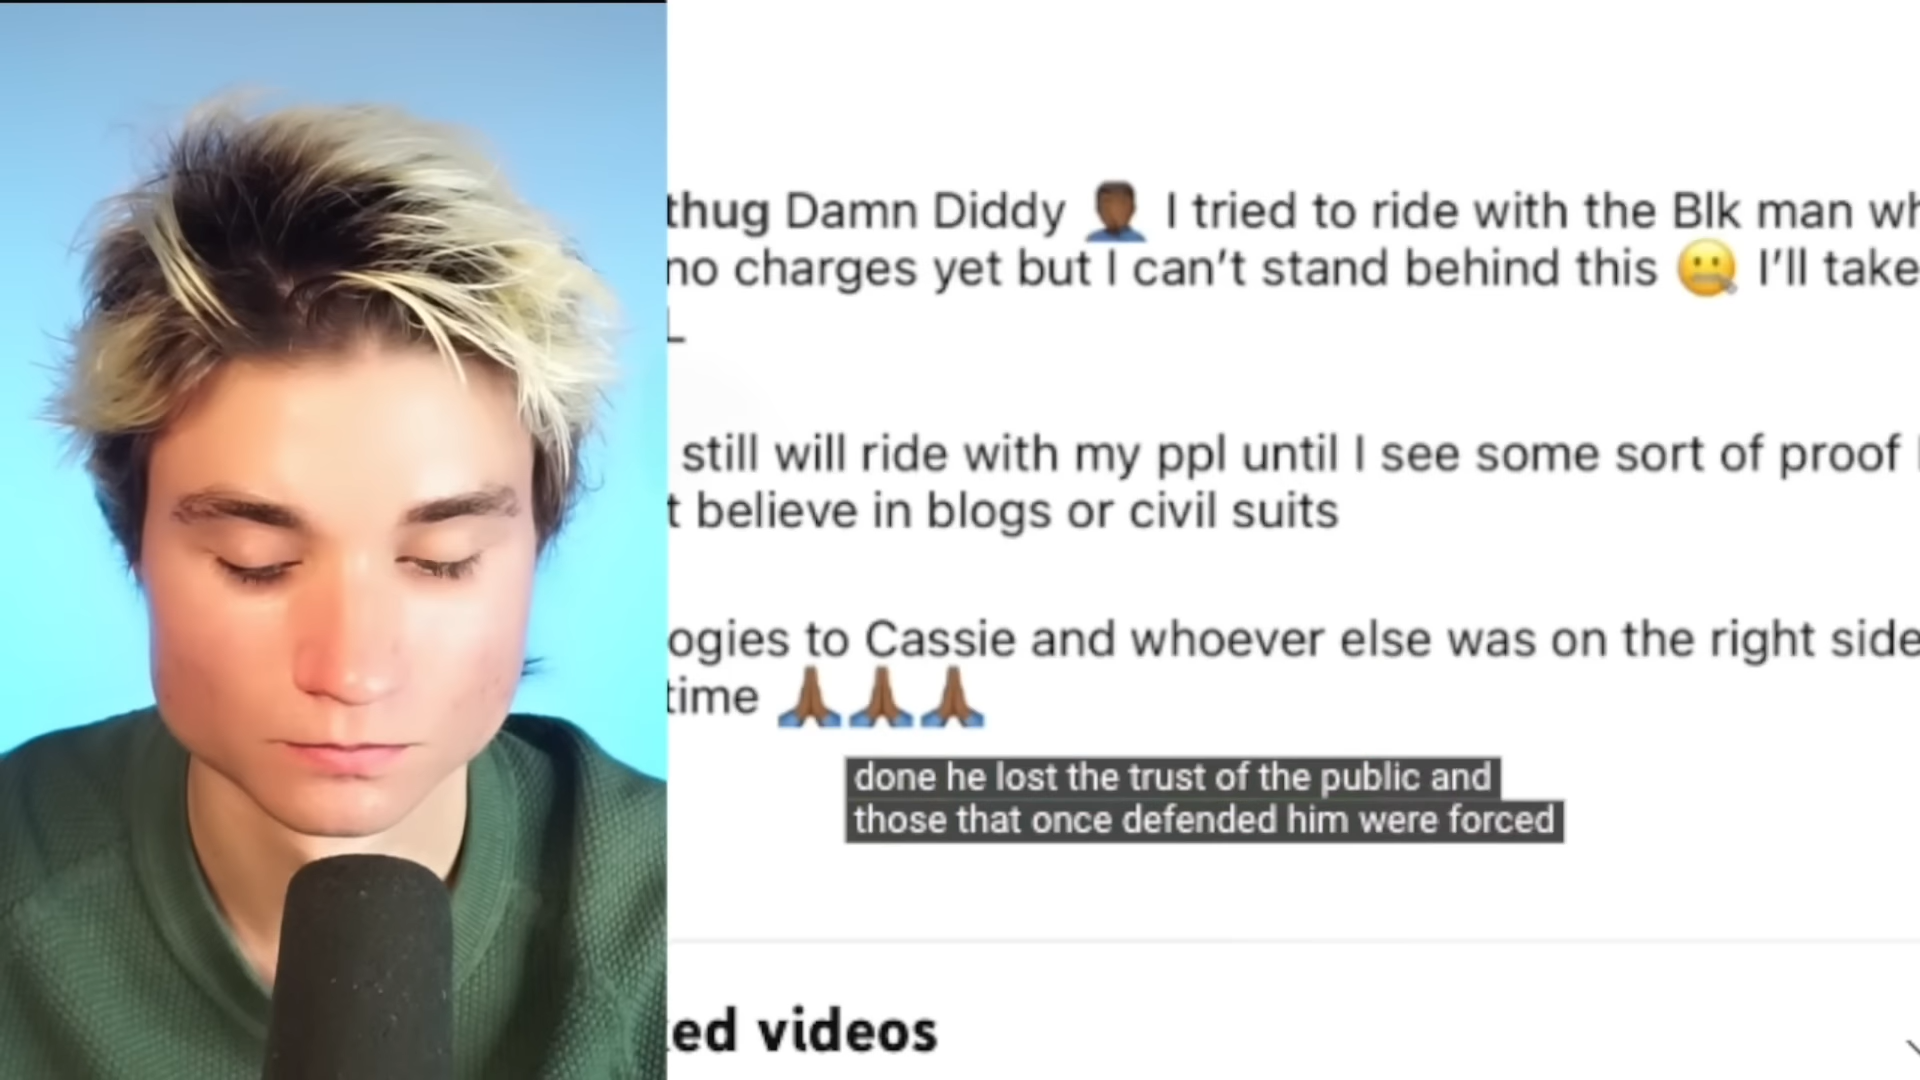 thug Damn Diddy 🤦🏾‍♂️ I tried to ride with the Blk man
no charges yet but I can’t stand behind this 🤐 I’ll take
L
still will ride with my ppl until I see some sort of proof
believe in blogs or civil suits
to Cassie and whoever else was on the right side
time 🙏🏾🙏🏾🙏🏾
done he lost the trust of the public and
those that once defended him were forced
videos